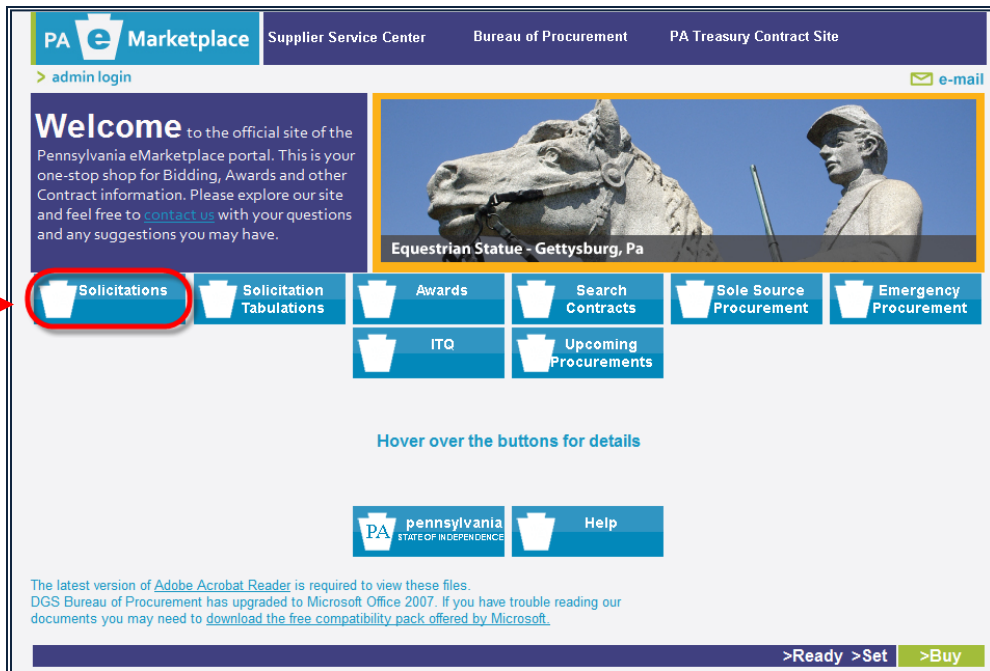 PA e Marketplace Supplier Service Center Bureau of Procurement PA Treasury Contract Site
> admin login e-mail
Welcome to the official site of the
Pennsylvania eMarketplace portal. This is your
one-stop shop for Bidding, Awards and other
Contract information. Please explore our site
and feel free to contact us with your questions
and any suggestions you may have.
Equestrian Statue - Gettysburg, Pa
Solicitations
Solicitation
Tabulations
Awards
Search
Contracts
Sole Source
Procurement
Emergency
Procurement
ITQ
Upcoming
Procurements
Hover over the buttons for details
PA pennsylvania
STATE OF INDEPENDENCE
Help
The latest version of Adobe Acrobat Reader is required to view these files.
DGS Bureau of Procurement has upgraded to Microsoft Office 2007. If you have trouble reading our
documents you may need to download the free compatibility pack offered by Microsoft.
>Ready >Set >Buy